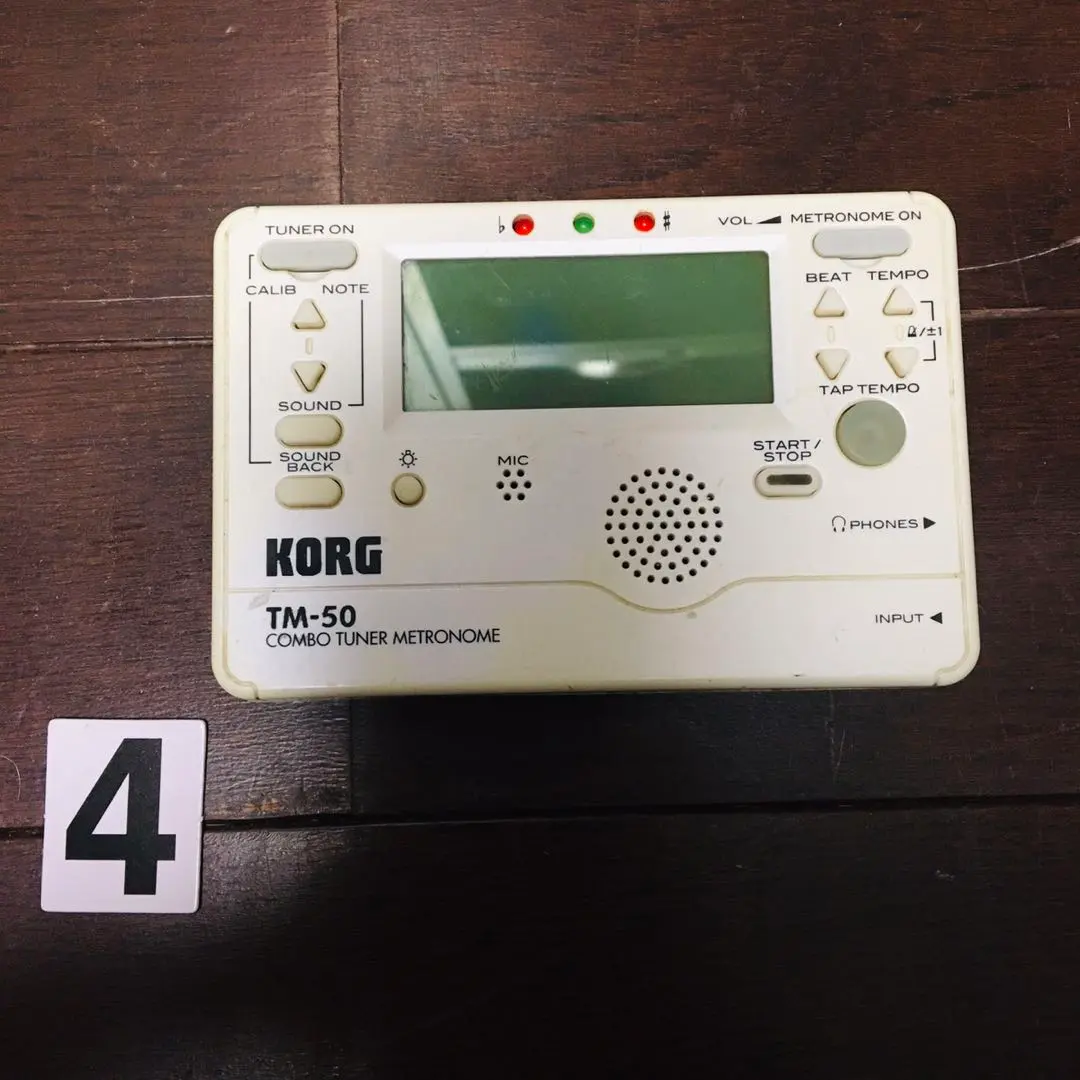 ♭ ♯
VOL METRONOME ON
TUNER ON
CALIB NOTE
BEAT TEMPO
/±1
TAP TEMPO
SOUND
SOUND
BACK
MIC
START/
STOP
PHONES
KORG
TM-50
COMBO TUNER METRONOME
INPUT
4